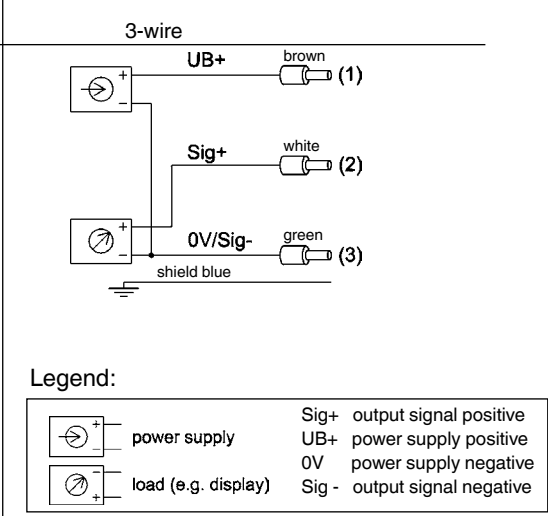 3-wire
UB+ brown (1)
+
−
Sig+ white (2)
+
−
0V/Sig- green (3)
shield blue
Legend:
+
−
power supply
−
+
load (e.g. display)
Sig+ output signal positive
UB+ power supply positive
0V power supply negative
Sig - output signal negative